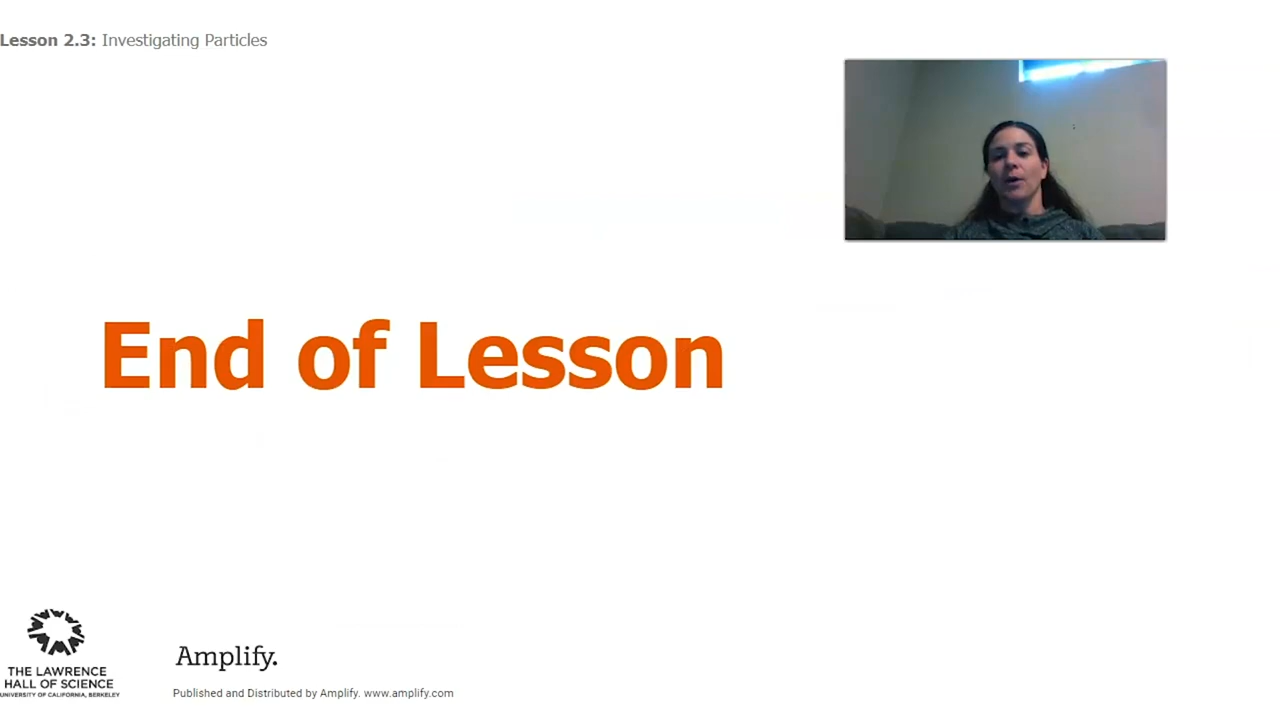 Lesson 2.3: Investigating Particles
End of Lesson
THE LAWRENCE
HALL OF SCIENCE
UNIVERSITY OF CALIFORNIA, BERKELEY
Amplify.
Published and Distributed by Amplify. www.amplify.com